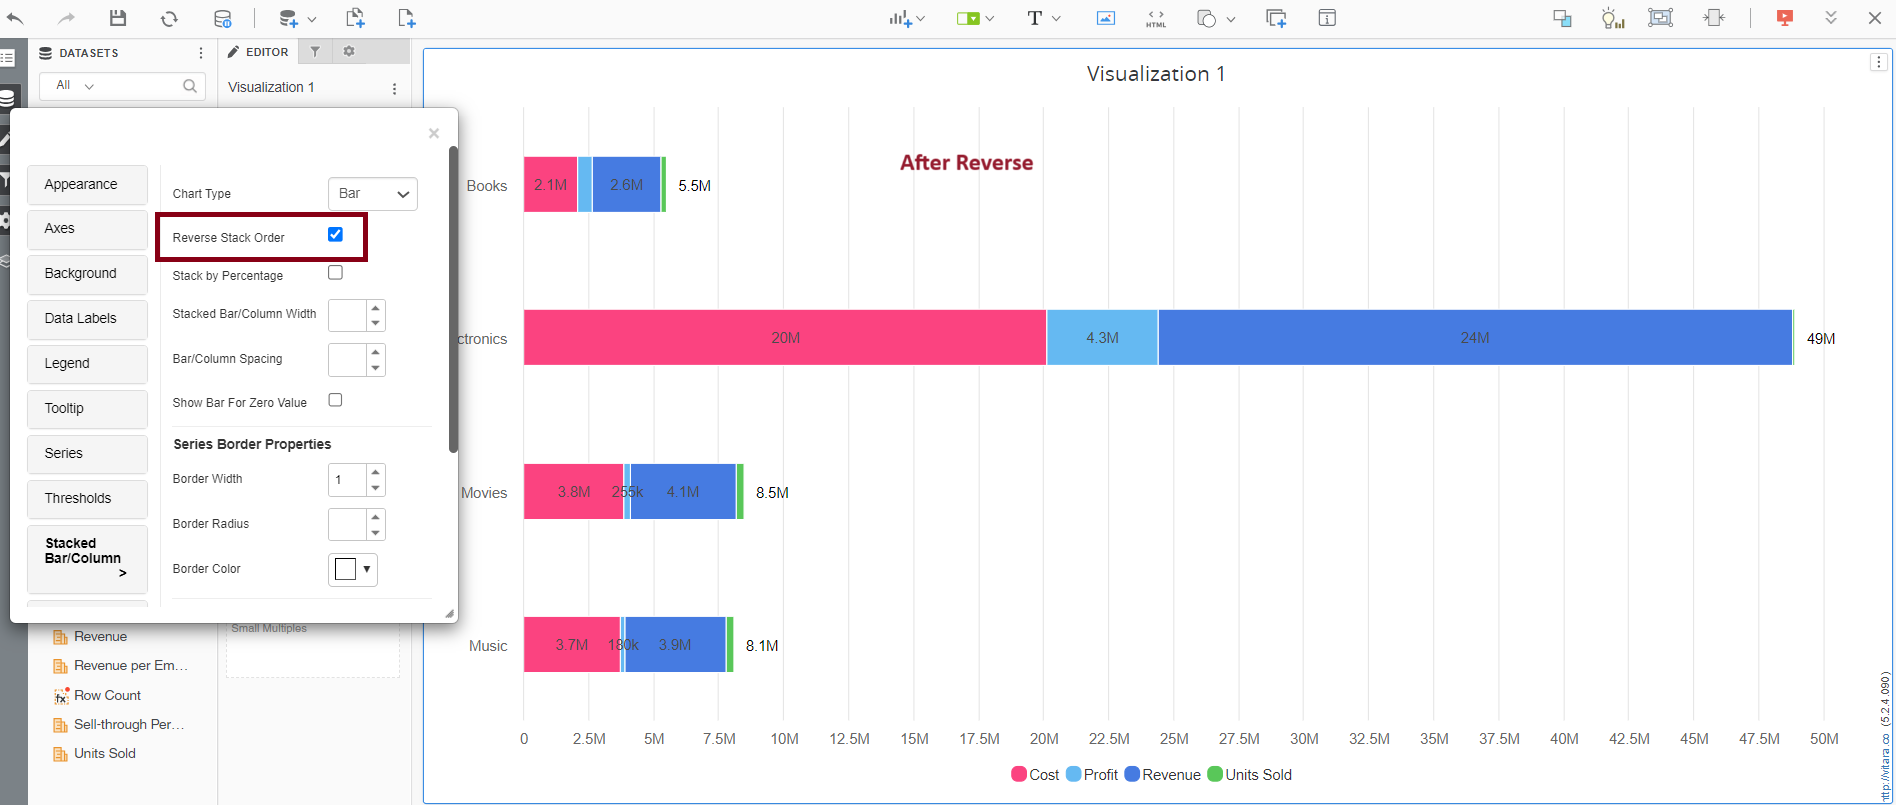 HTML
DATASETS
EDITOR
All
Visualization 1
Visualization 1
Appearance
Axes
Background
Data Labels
Legend
Tooltip
Series
Thresholds
Stacked
Bar/Column
>
Chart Type
Bar
Reverse Stack Order
Stack by Percentage
Stacked Bar/Column Width
Bar/Column Spacing
Show Bar For Zero Value
Series Border Properties
Border Width
1
Border Radius
Border Color
Revenue
Revenue per Em...
Row Count
Sell-through Per...
Units Sold
Small Multiples
After Reverse
Books
2.1M 2.6M 5.5M
ctronics
20M 4.3M 24M 49M
Movies
3.8M 255k 4.1M 8.5M
Music
3.7M 180k 3.9M 8.1M
0 2.5M 5M 7.5M 10M 12.5M 15M 17.5M 20M 22.5M 25M 27.5M 30M 32.5M 35M 37.5M 40M 42.5M 45M 47.5M 50M
Cost Profit Revenue Units Sold
http://vitara.co (5.2.4.090)